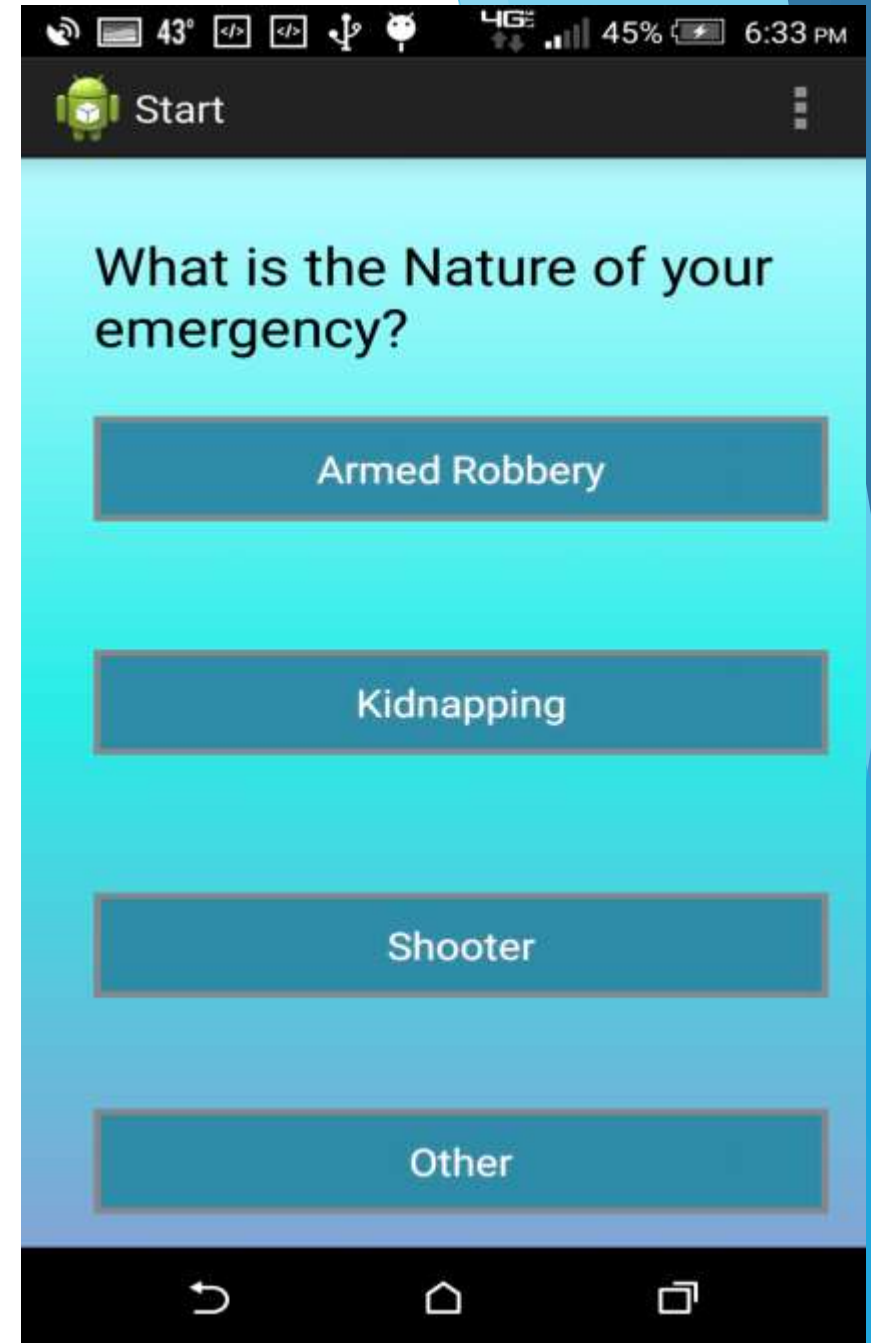 43° 4G LTE 45% 6:33 PM
Start
What is the Nature of your
emergency?
Armed Robbery
Kidnapping
Shooter
Other